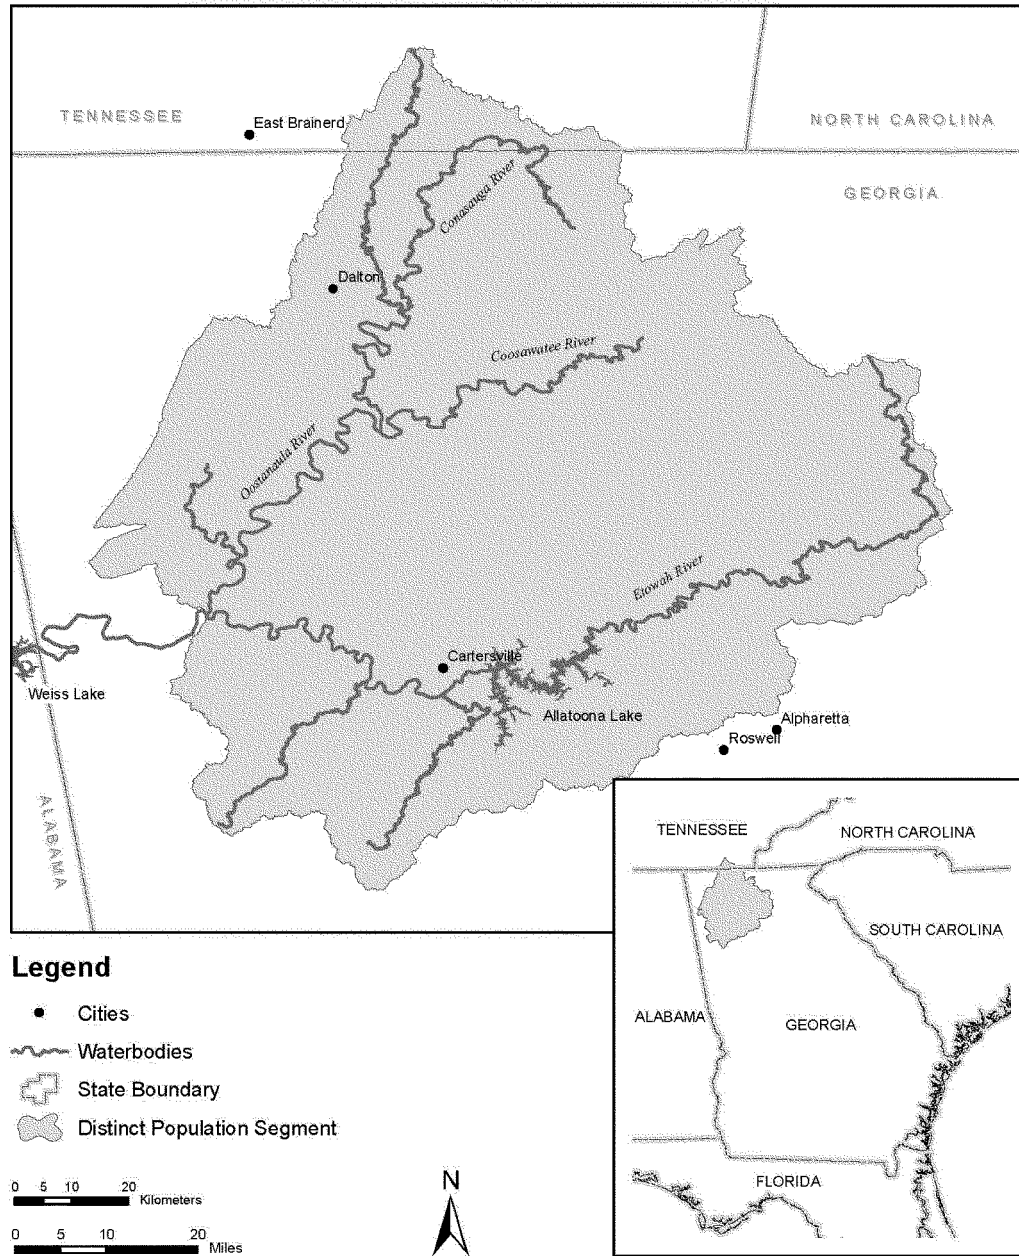 TENNESSEE
East Brainerd
NORTH CAROLINA
GEORGIA
Conasauga River
Dalton
Coosawatee River
Oostanaula River
Etowah River
Cartersville
Weiss Lake
Allatoona Lake
Alpharetta
Roswell
ALABAMA
TENNESSEE
NORTH CAROLINA
SOUTH CAROLINA
ALABAMA
GEORGIA
FLORIDA
Legend
Cities
Waterbodies
State Boundary
Distinct Population Segment
0 5 10 20 Kilometers
0 5 10 20 Miles
N